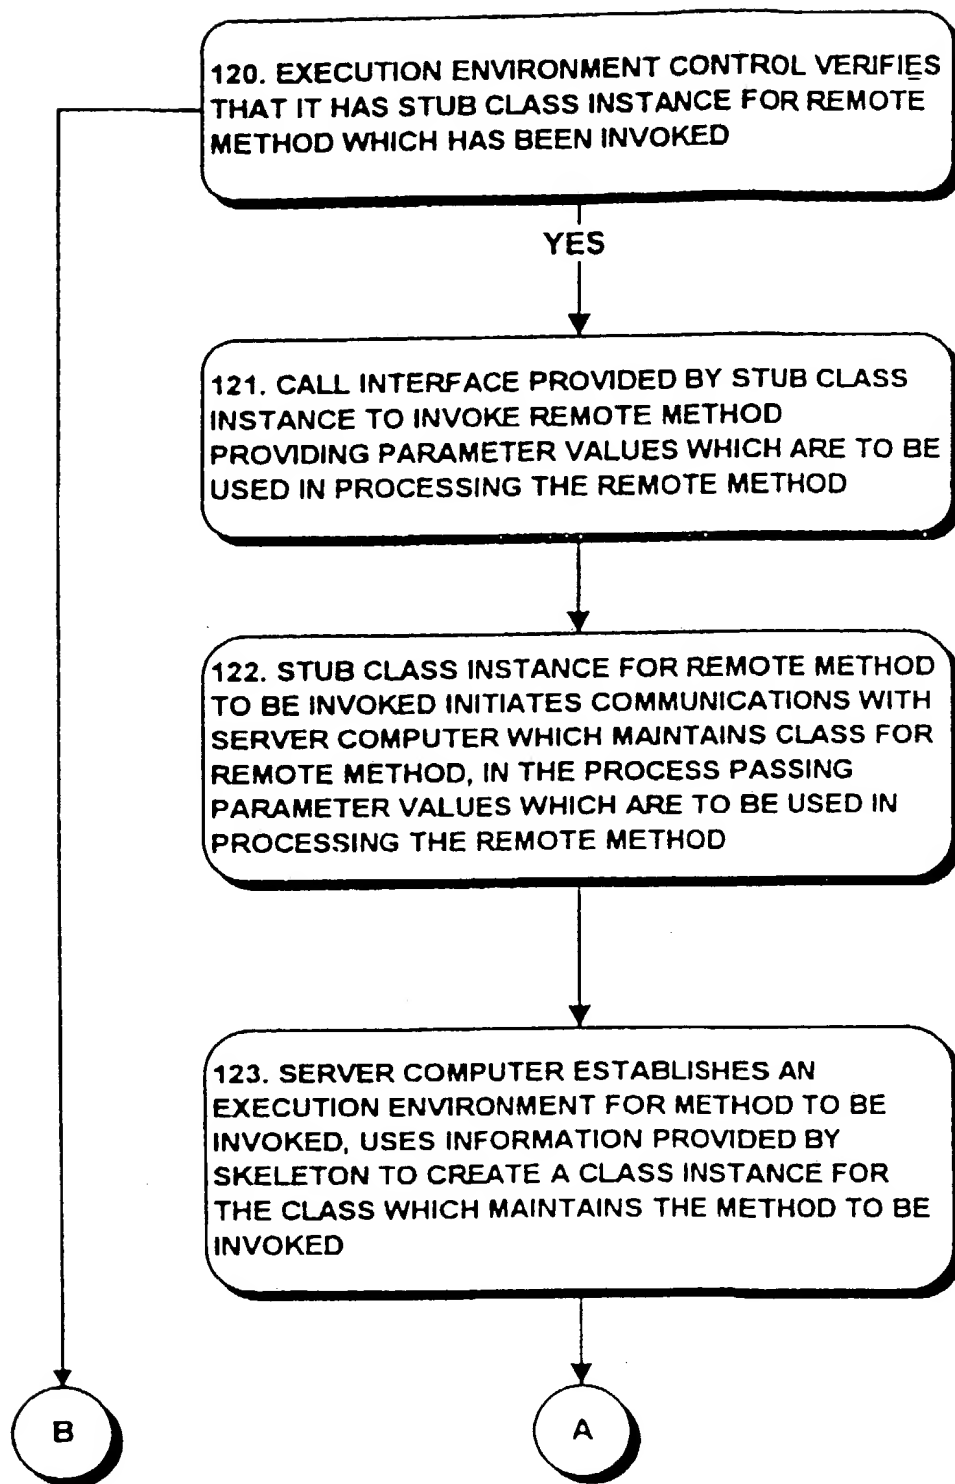 120. EXECUTION ENVIRONMENT CONTROL VERIFIES
THAT IT HAS STUB CLASS INSTANCE FOR REMOTE
METHOD WHICH HAS BEEN INVOKED
YES
121. CALL INTERFACE PROVIDED BY STUB CLASS
INSTANCE TO INVOKE REMOTE METHOD
PROVIDING PARAMETER VALUES WHICH ARE TO BE
USED IN PROCESSING THE REMOTE METHOD
122. STUB CLASS INSTANCE FOR REMOTE METHOD
TO BE INVOKED INITIATES COMMUNICATIONS WITH
SERVER COMPUTER WHICH MAINTAINS CLASS FOR
REMOTE METHOD, IN THE PROCESS PASSING
PARAMETER VALUES WHICH ARE TO BE USED IN
PROCESSING THE REMOTE METHOD
123. SERVER COMPUTER ESTABLISHES AN
EXECUTION ENVIRONMENT FOR METHOD TO BE
INVOKED, USES INFORMATION PROVIDED BY
SKELETON TO CREATE A CLASS INSTANCE FOR
THE CLASS WHICH MAINTAINS THE METHOD TO BE
INVOKED
B
A